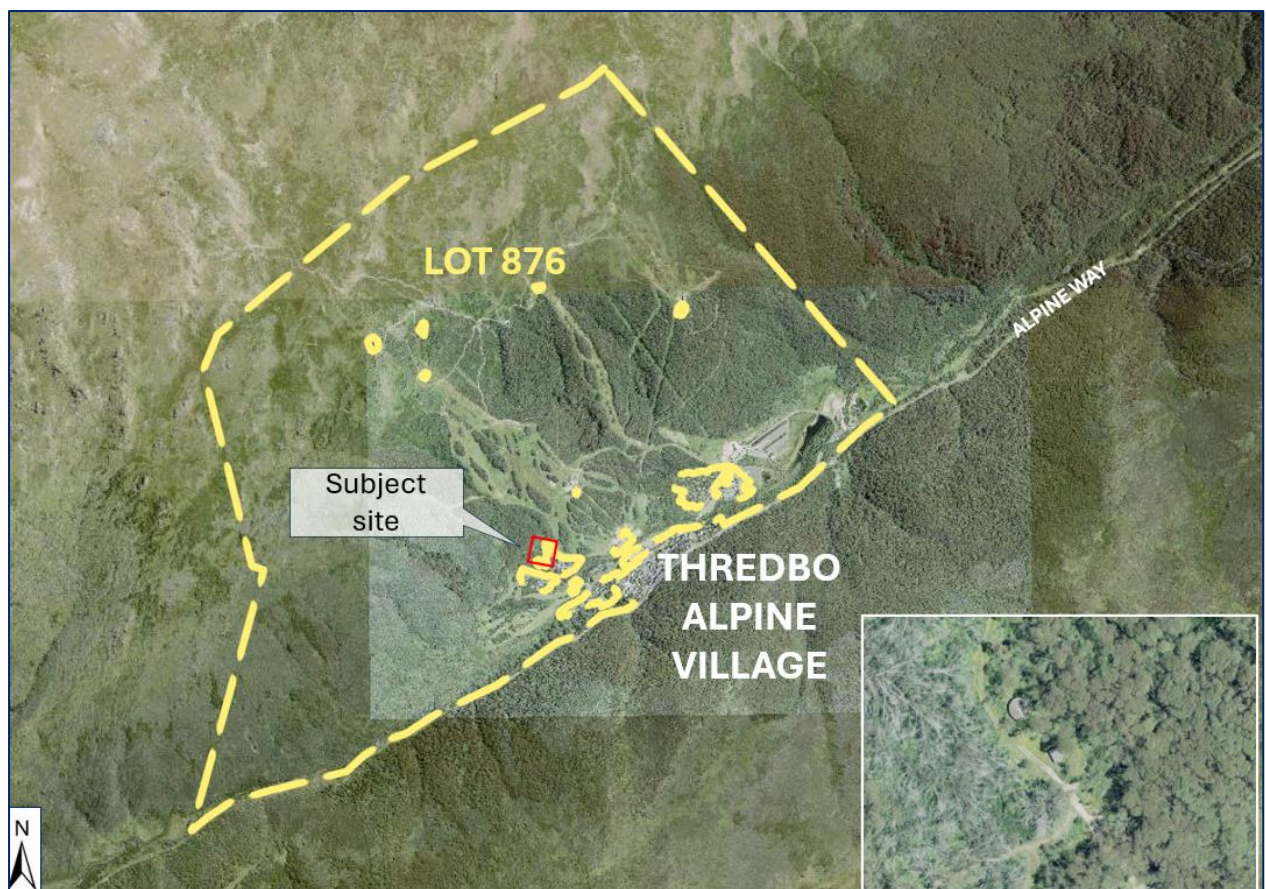 LOT 876
ALPINE WAY
Subject
site
THREDBO
ALPINE
VILLAGE
N